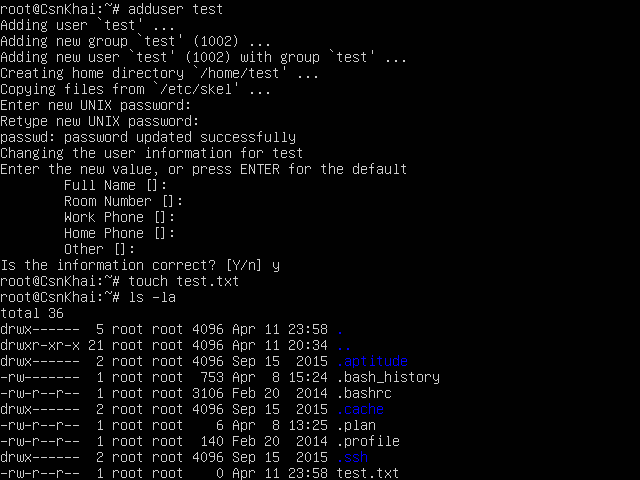 root@CsnKhai:~# adduser test
Adding user `test' ...
Adding new group `test' (1002) ...
Adding new user `test' (1002) with group `test' ...
Creating home directory `/home/test' ...
Copying files from `/etc/skel' ...
Enter new UNIX password:
Retype new UNIX password:
passwd: password updated successfully
Changing the user information for test
Enter the new value, or press ENTER for the default
        Full Name []:
        Room Number []:
        Work Phone []:
        Home Phone []:
        Other []:
Is the information correct? [Y/n] y
root@CsnKhai:~# touch test.txt
root@CsnKhai:~# ls -la
total 36
drwx------  5 root root 4096 Apr 11 23:58 .
drwxr-xr-x 21 root root 4096 Apr 11 20:34 ..
drwx------  2 root root 4096 Sep 15  2015 .aptitude
-rw-------  1 root root  753 Apr  8 15:24 .bash_history
-rw-r--r--  1 root root 3106 Feb 20  2014 .bashrc
drwx------  2 root root 4096 Sep 15  2015 .cache
-rw-r--r--  1 root root    6 Apr  8 13:25 .plan
-rw-r--r--  1 root root  140 Feb 20  2014 .profile
drwx------  2 root root 4096 Sep 15  2015 .ssh
-rw-r--r--  1 root root    0 Apr 11 23:58 test.txt